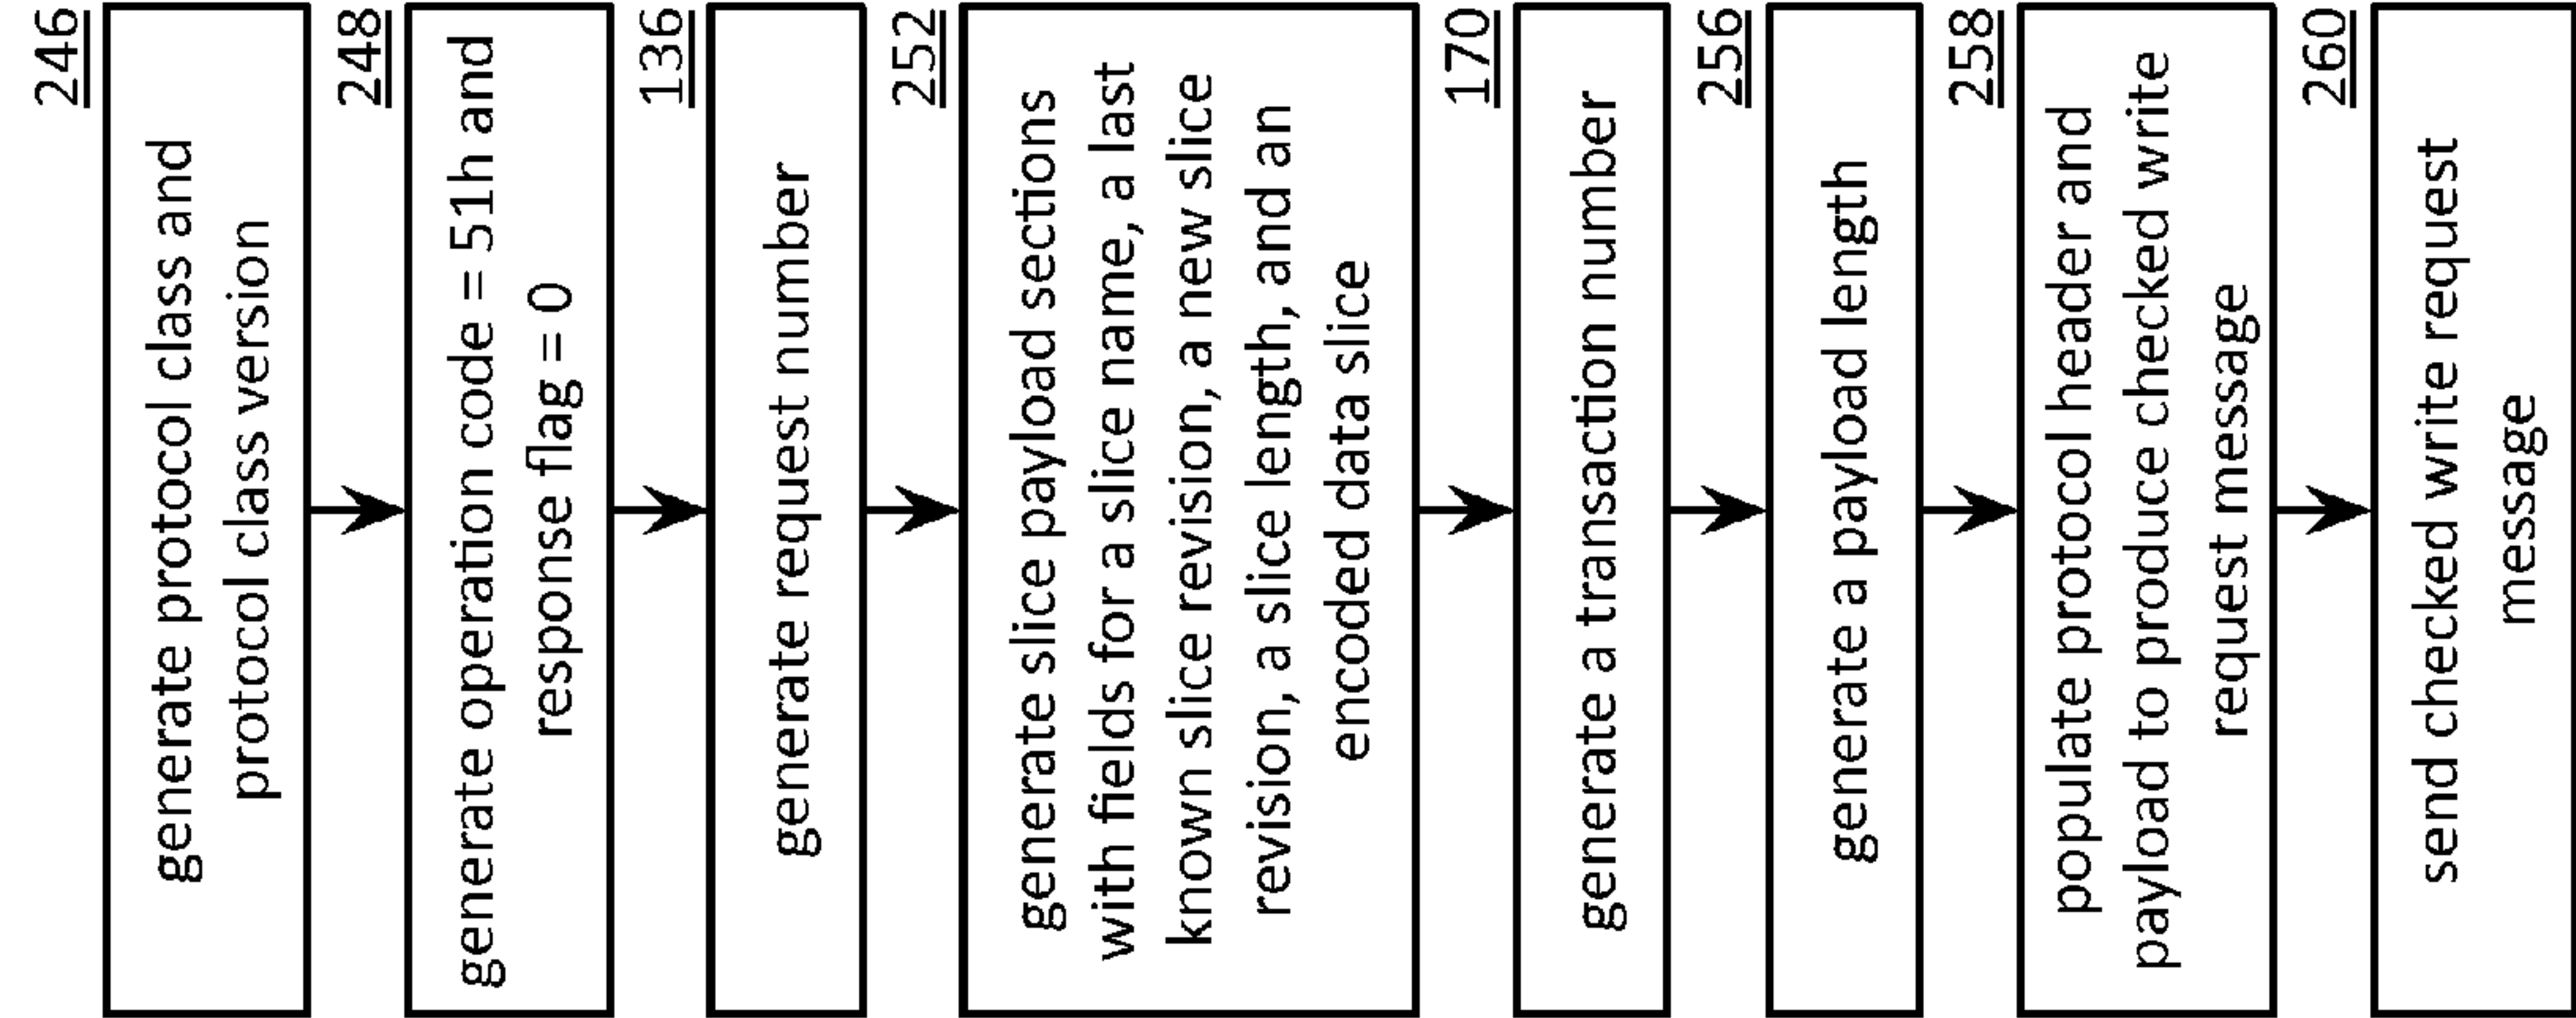 246
generate protocol class and
protocol class version
248
generate operation code = 51h and
response flag = 0
136
generate request number
252
generate slice payload sections
with fields for a slice name, a last
known slice revision, a new slice
revision, a slice length, and an
encoded data slice
170
generate a transaction number
256
generate a payload length
258
populate protocol header and
payload to produce checked write
request message
260
send checked write request
message